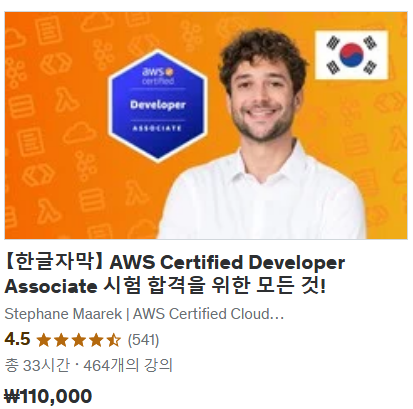 aws
certified
Developer
ASSOCIATE
【한글자막】 AWS Certified Developer
Associate 시험 합격을 위한 모든 것!
Stephane Maarek | AWS Certified Cloud...
4.5 (541)
총 33시간 · 464개의 강의
₩110,000